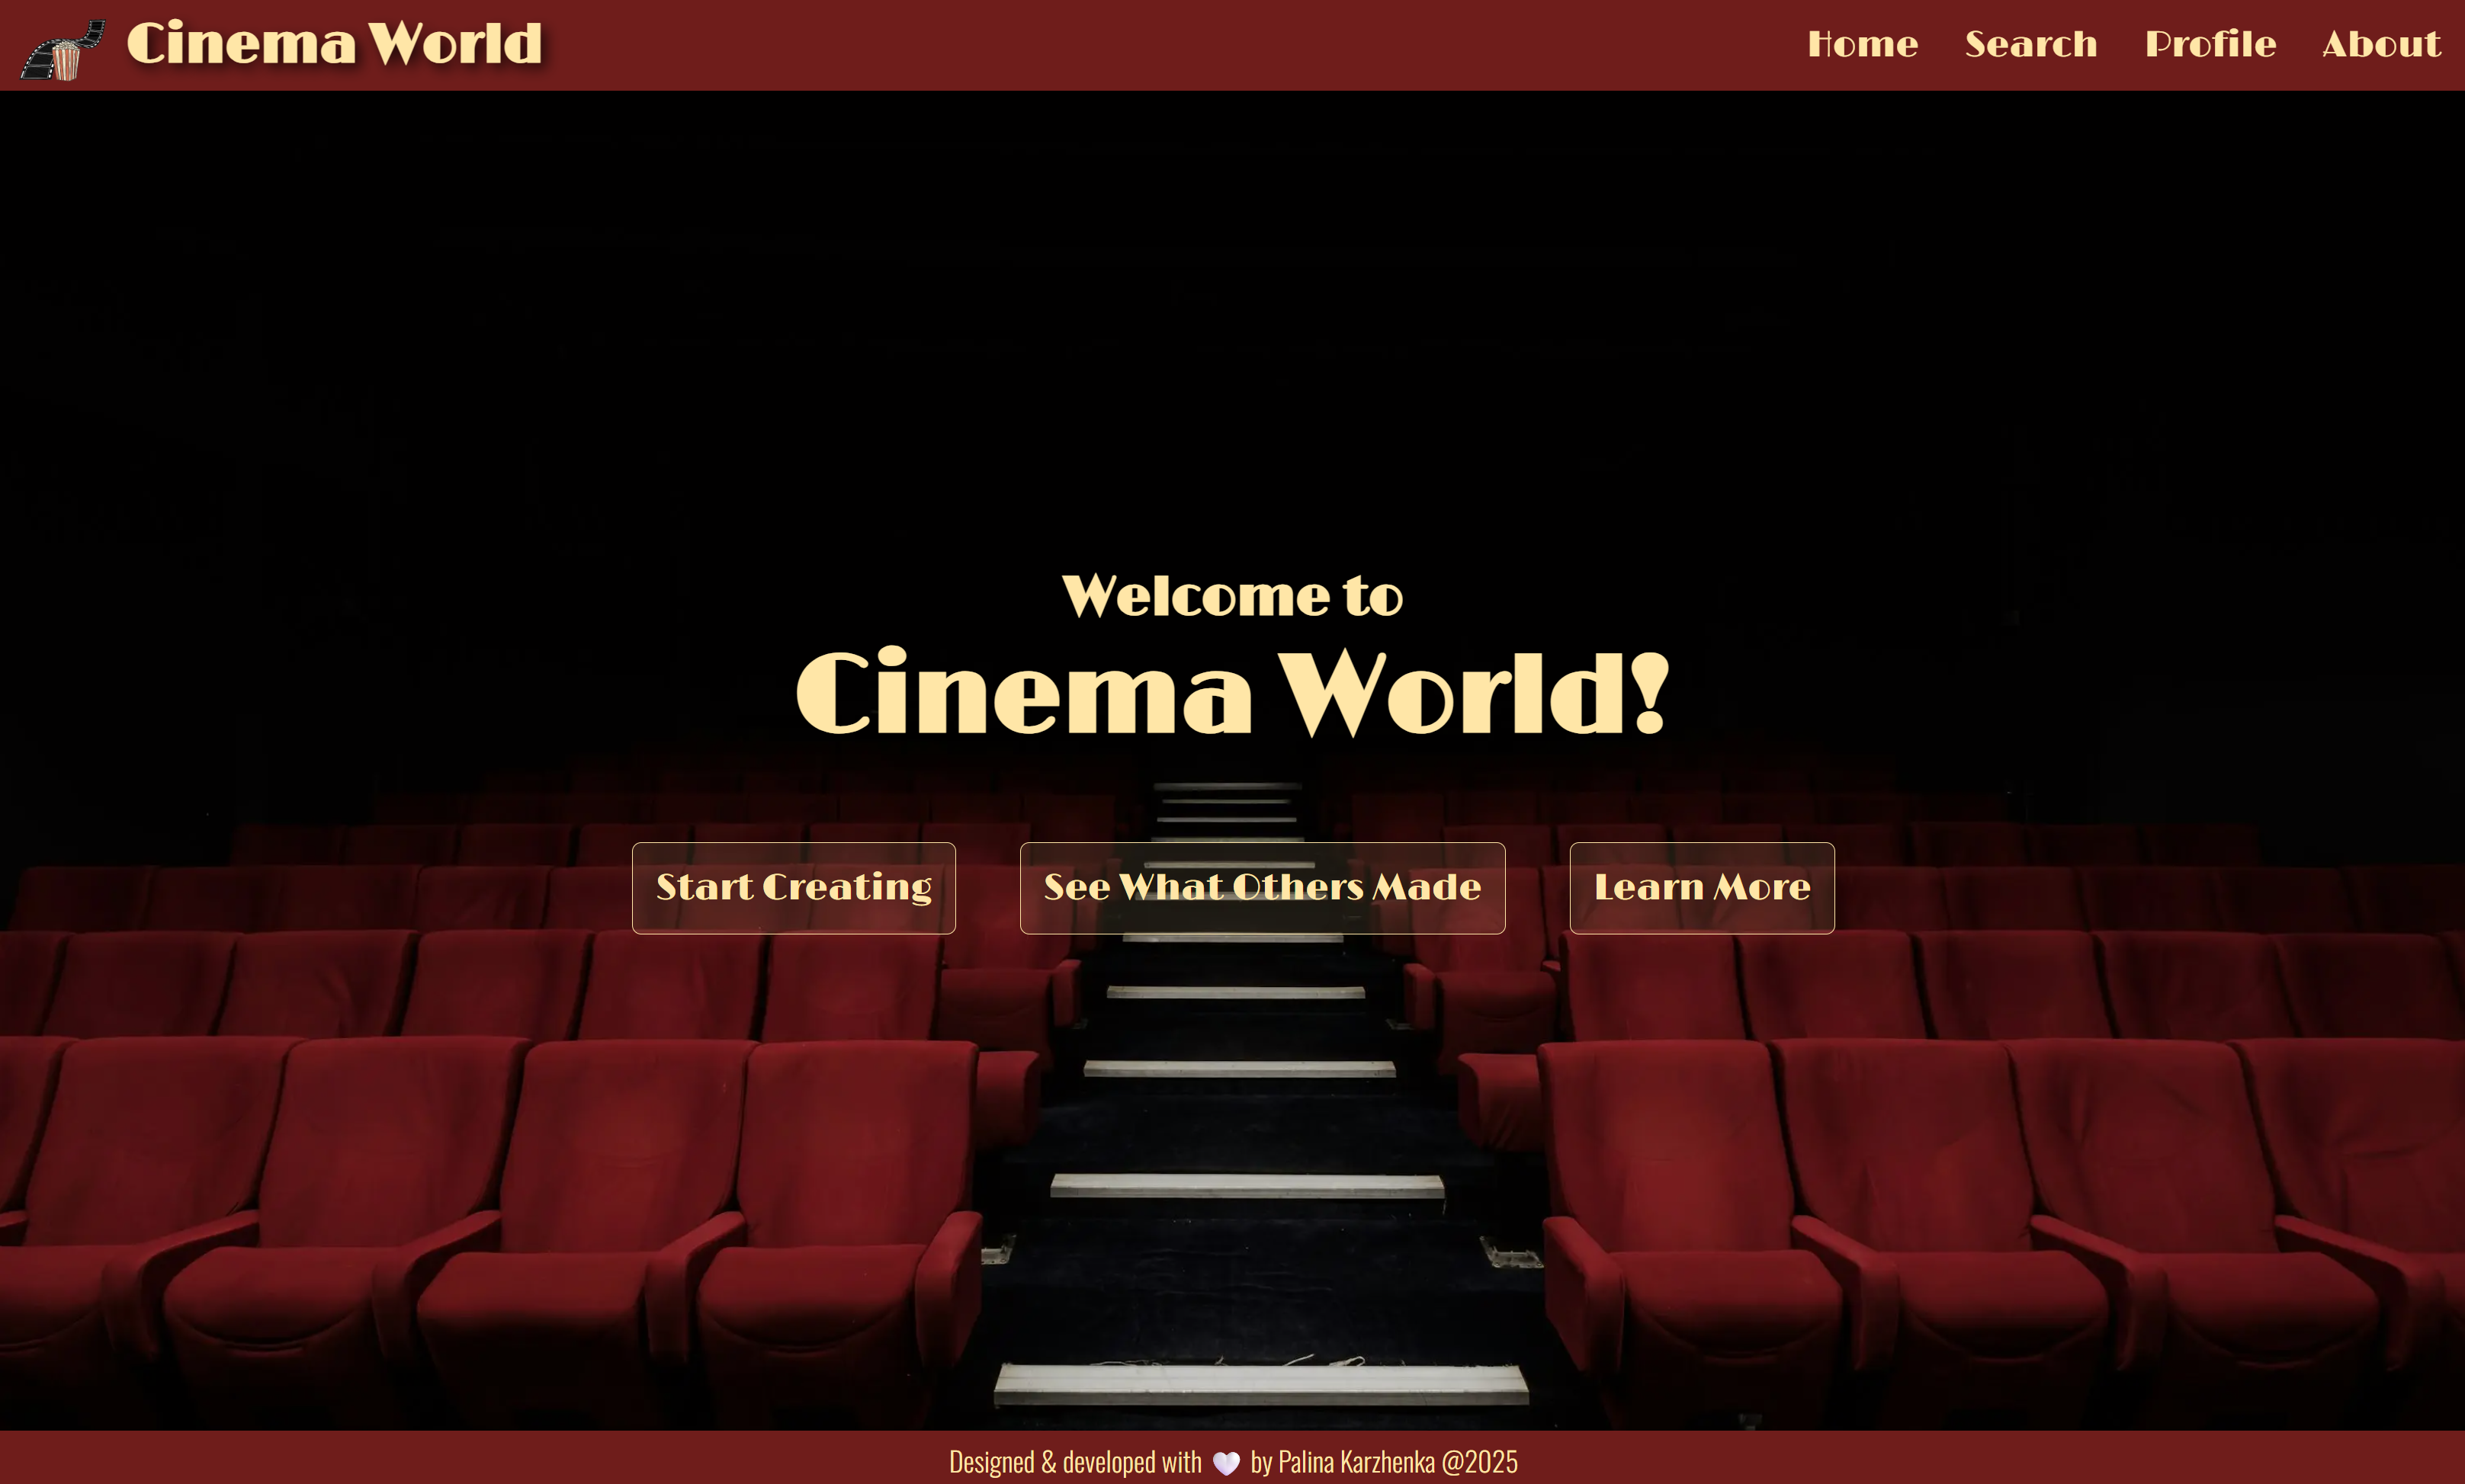 Cinema World
Home Search Profile About
Welcome to
Cinema World!
Start Creating
See What Others Made
Learn More
Designed & developed with 🤍 by Palina Karzhenka @2025